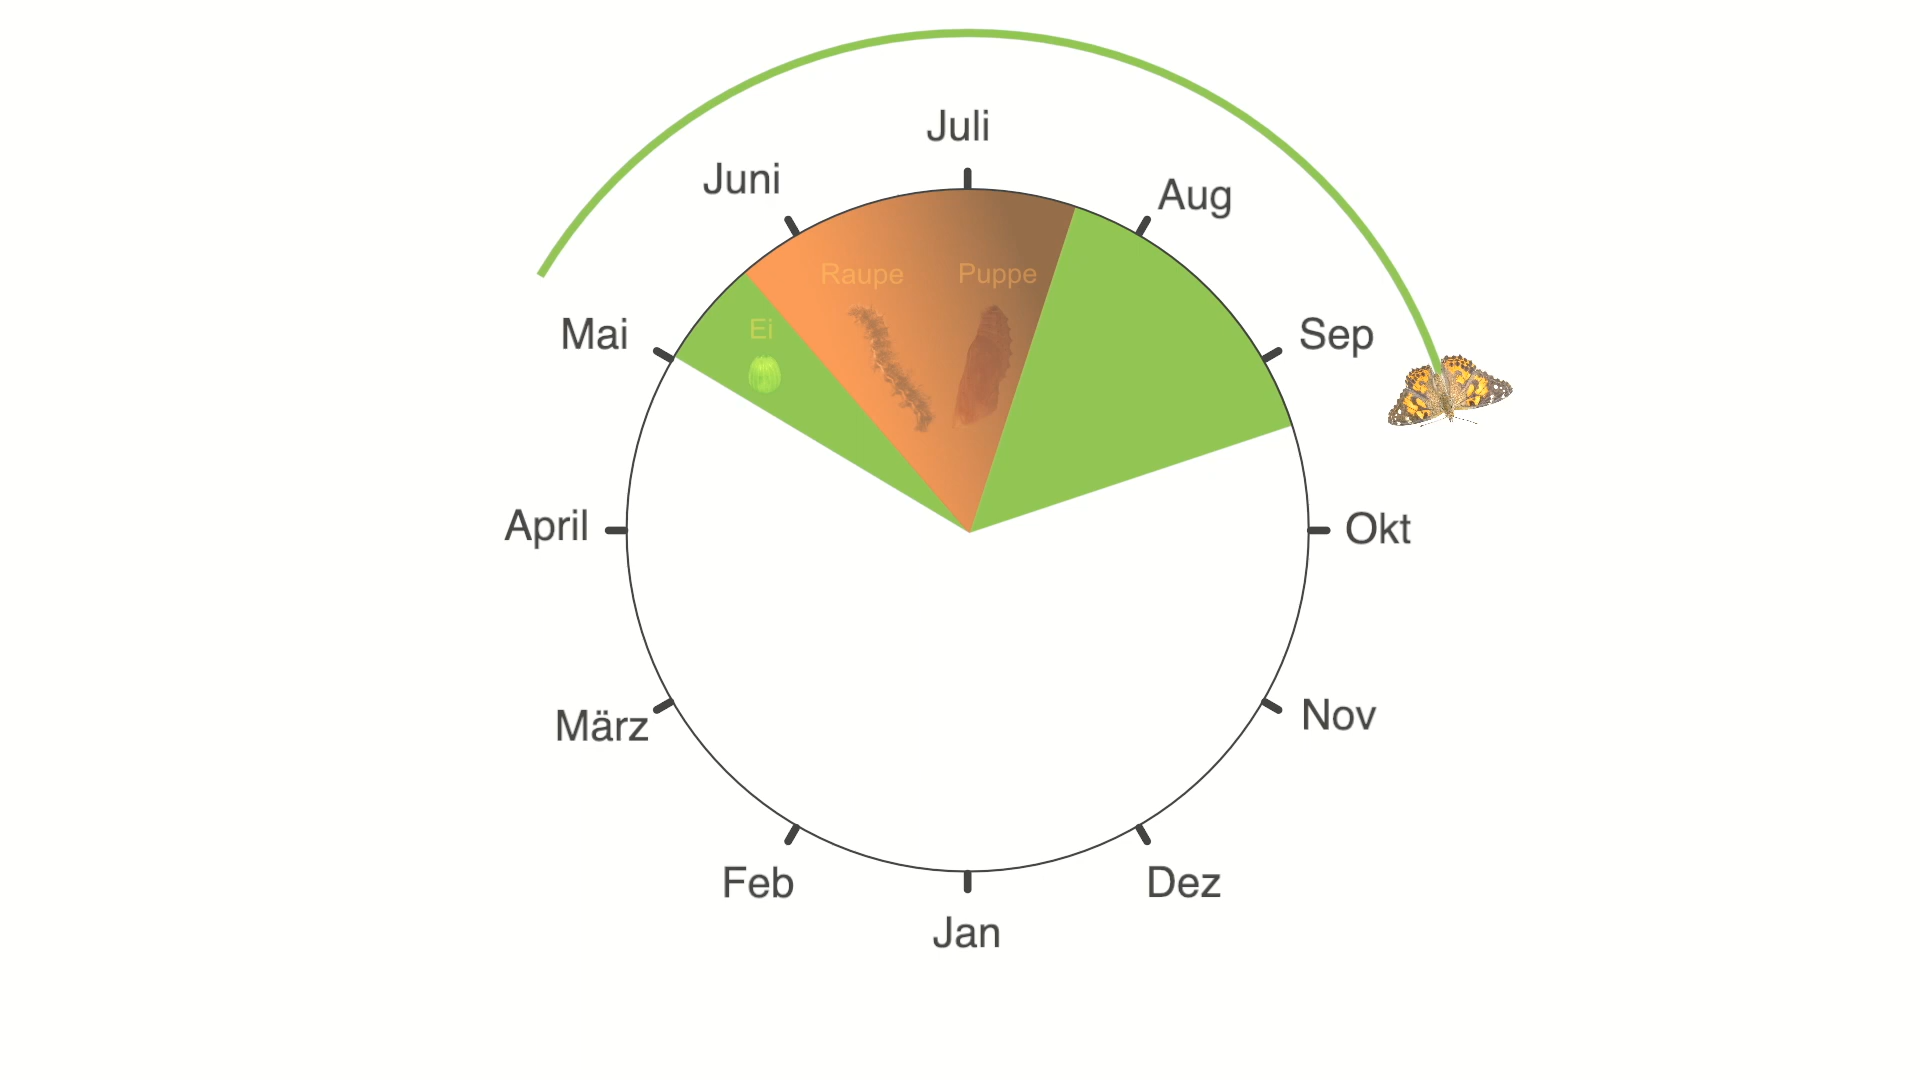 Juli
Juni
Aug
Raupe
Puppe
Ei
Mai
Sep
April
Okt
März
Nov
Feb
Dez
Jan